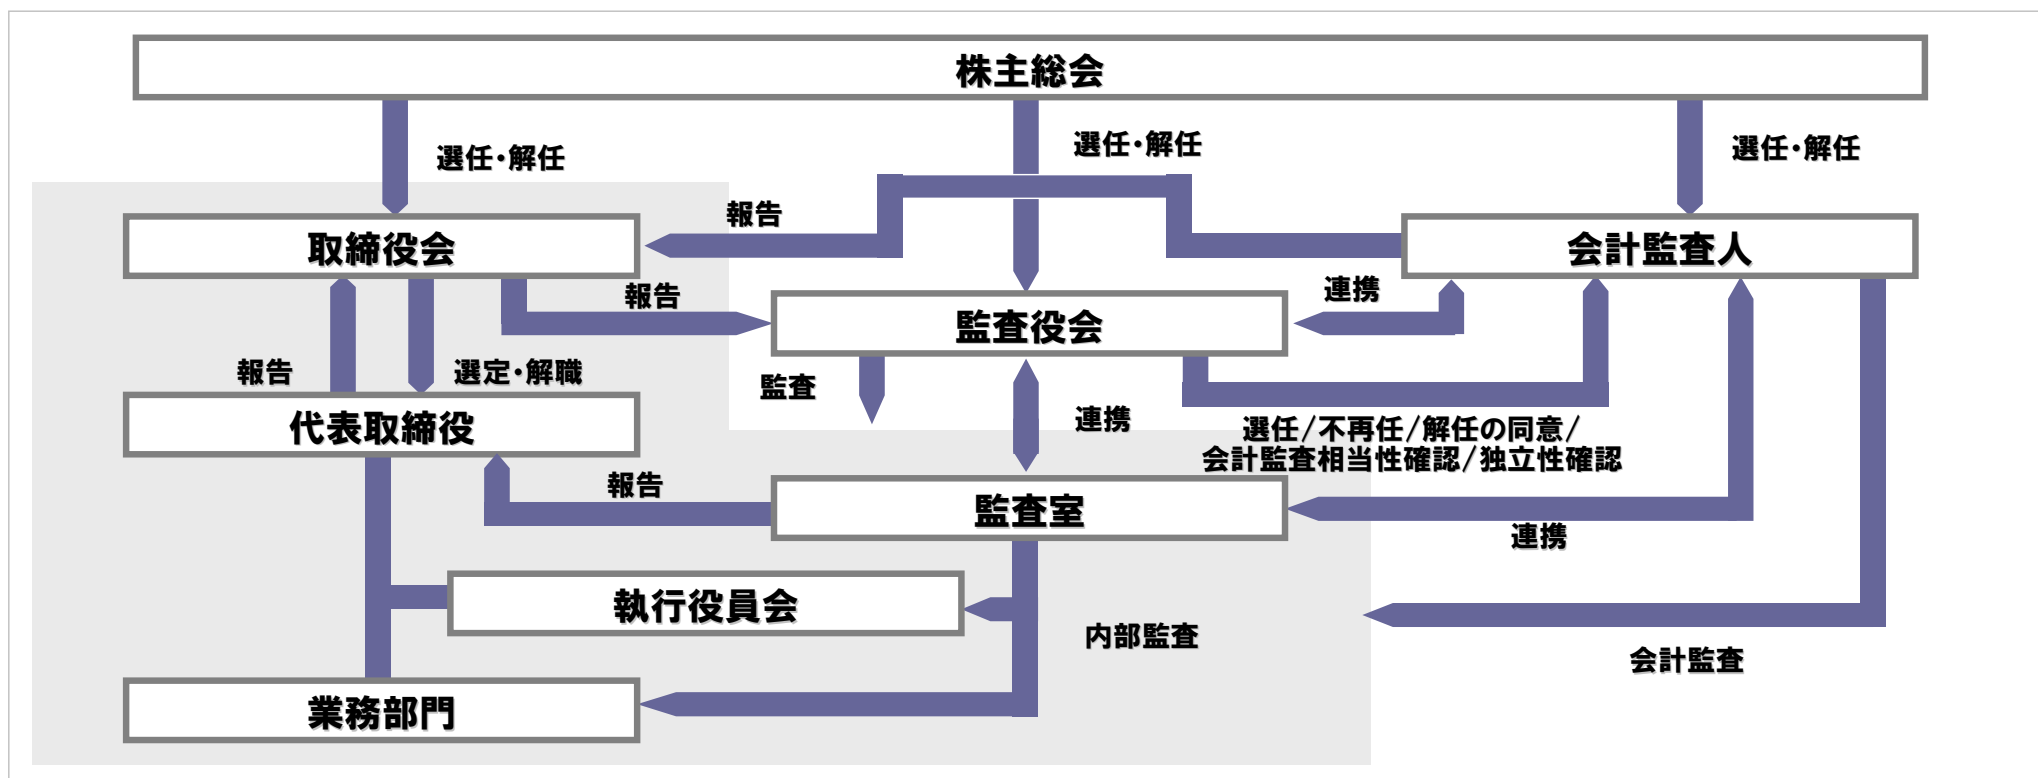 株主総会
選任・解任
選任・解任
選任・解任
報告
取締役会
会計監査人
報告
連携
監査役会
報告
選定・解職
監査
連携
代表取締役
選任/不再任/解任の同意/
会計監査相当性確認/独立性確認
報告
監査室
連携
執行役員会
内部監査
会計監査
業務部門